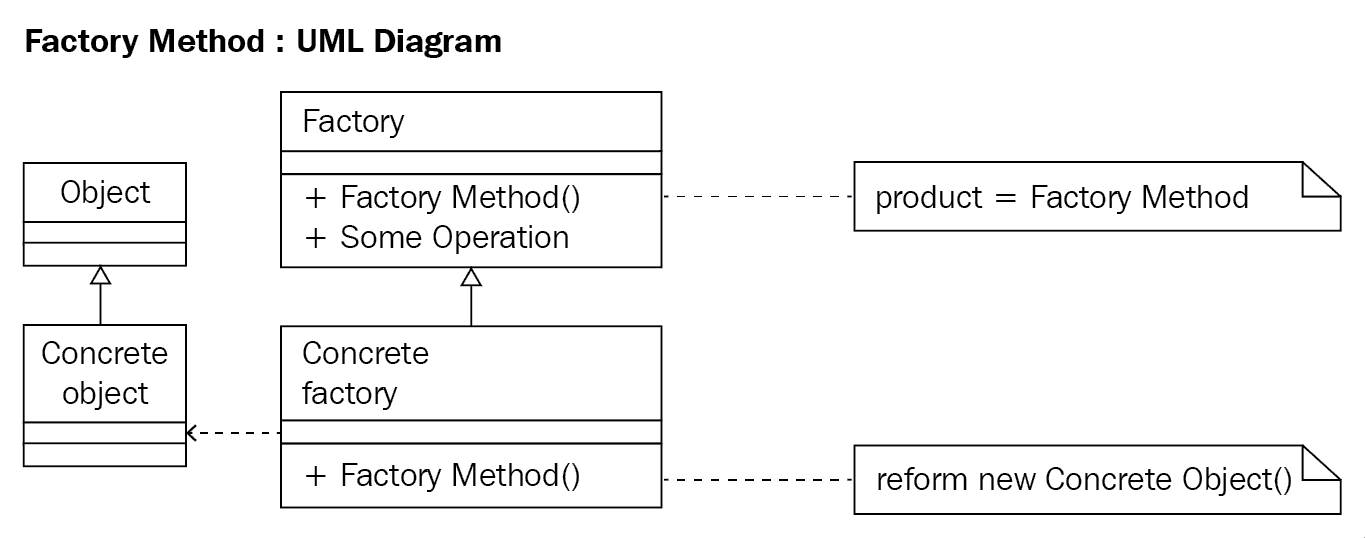 Factory Method : UML Diagram
Factory
Object
+ Factory Method()
+ Some Operation
product = Factory Method
Concrete
object
Concrete
factory
+ Factory Method()
reform new Concrete Object()